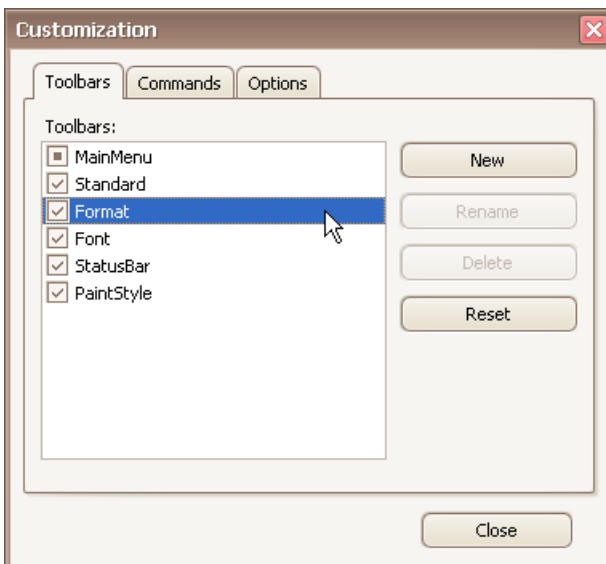 Customization
Toolbars Commands Options
Toolbars:
MainMenu
Standard
Format
Font
StatusBar
PaintStyle
New
Rename
Delete
Reset
Close